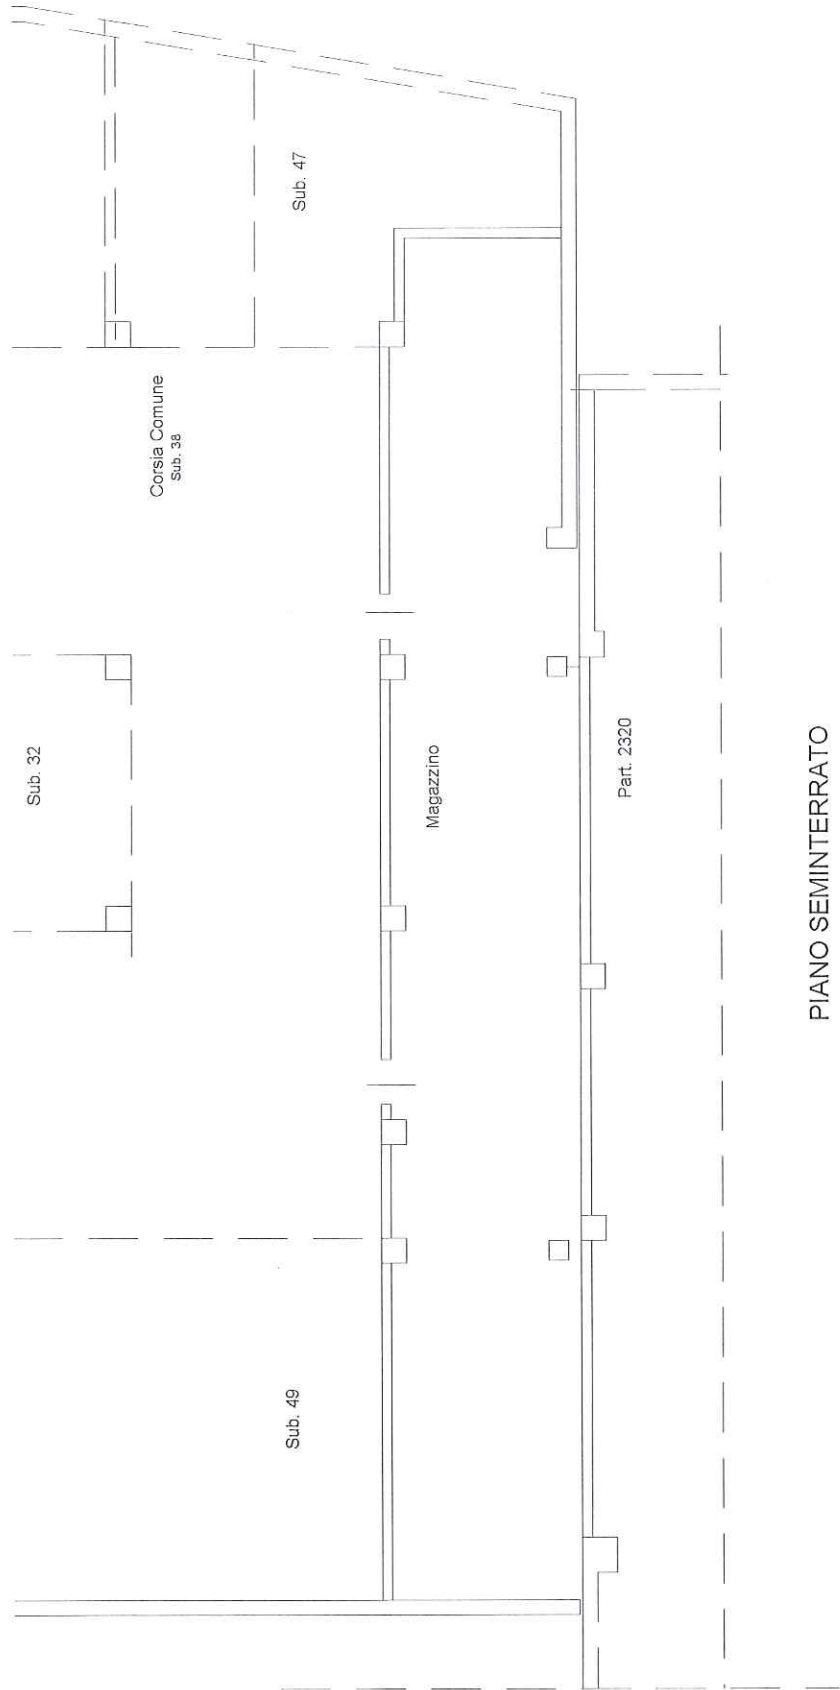 Sub. 47
Corsia Comune
Sub. 38
Sub. 32
Magazzino
Part. 2320
Sub. 49
PIANO SEMINTERRATO